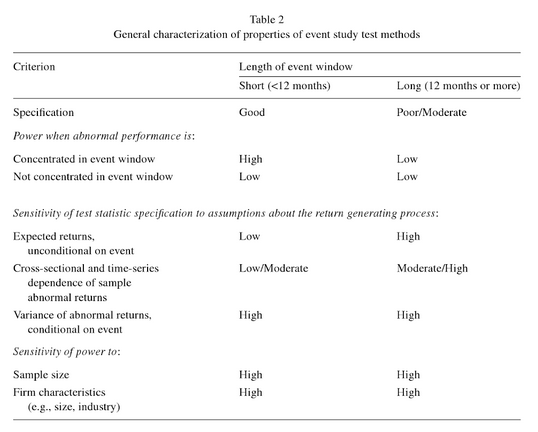 Table 2
General characterization of properties of event study test methods
Criterion Length of event window
Short (<12 months) Long (12 months or more)
Specification Good Poor/Moderate
Power when abnormal performance is:
Concentrated in event window High Low
Not concentrated in event window Low Low
Sensitivity of test statistic specification to assumptions about the return generating process:
Expected returns, Low High
unconditional on event
Cross-sectional and time-series Low/Moderate Moderate/High
dependence of sample
abnormal returns
Variance of abnormal returns, High High
conditional on event
Sensitivity of power to:
Sample size High High
Firm characteristics High High
(e.g., size, industry)